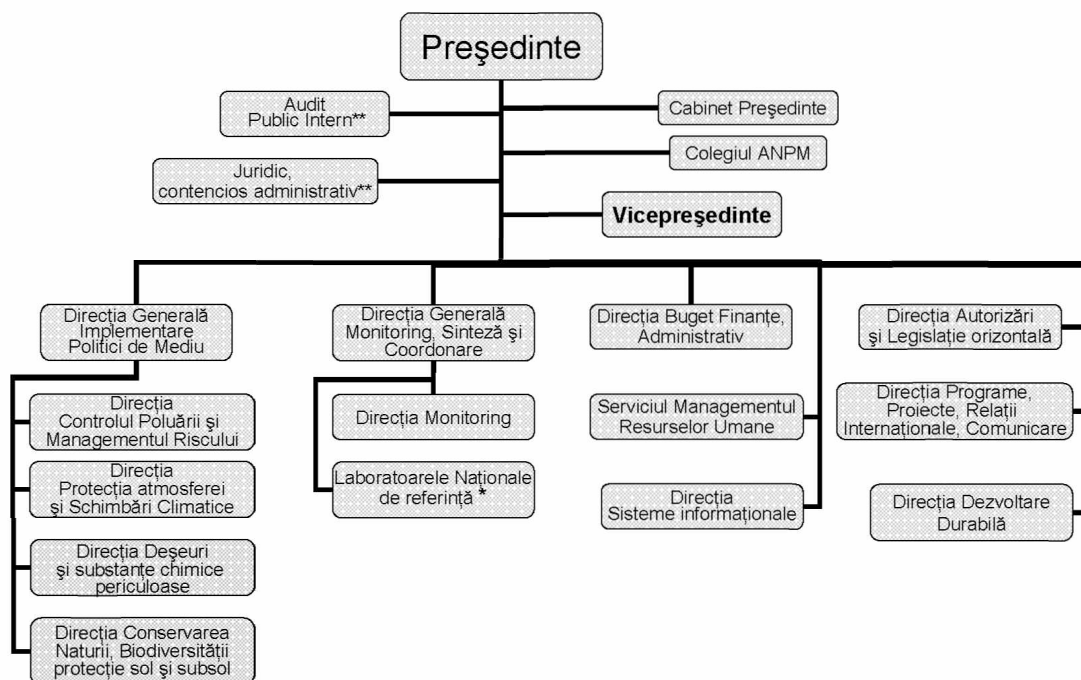 Preşedinte
Audit
Public Intern**
Cabinet Preşedinte
Colegiul ANPM
Juridic,
contencios administrativ**
Vicepreşedinte
Direcţia Generală
Implementare
Politici de Mediu
Direcţia
Controlul Poluării şi
Managementul Riscului
Direcţia
Protecţia atmosferei
şi Schimbări Climatice
Direcţia Deşeuri
şi substanţe chimice
periculoase
Direcţia Conservarea
Naturii, Biodiversităţii
protecţie sol şi subsol
Direcţia Generală
Monitoring, Sinteză şi
Coordonare
Direcţia Monitoring
Laboratoarele Naţionale
de referinţă *
Direcţia Buget Finanţe,
Administrativ
Serviciul Managementul
Resurselor Umane
Direcţia
Sisteme informaţionale
Direcţia Autorizări
şi Legislaţie orizontală
Direcţia Programe,
Proiecte, Relaţii
Internaţionale, Comunicare
Direcţia Dezvoltare
Durabilă